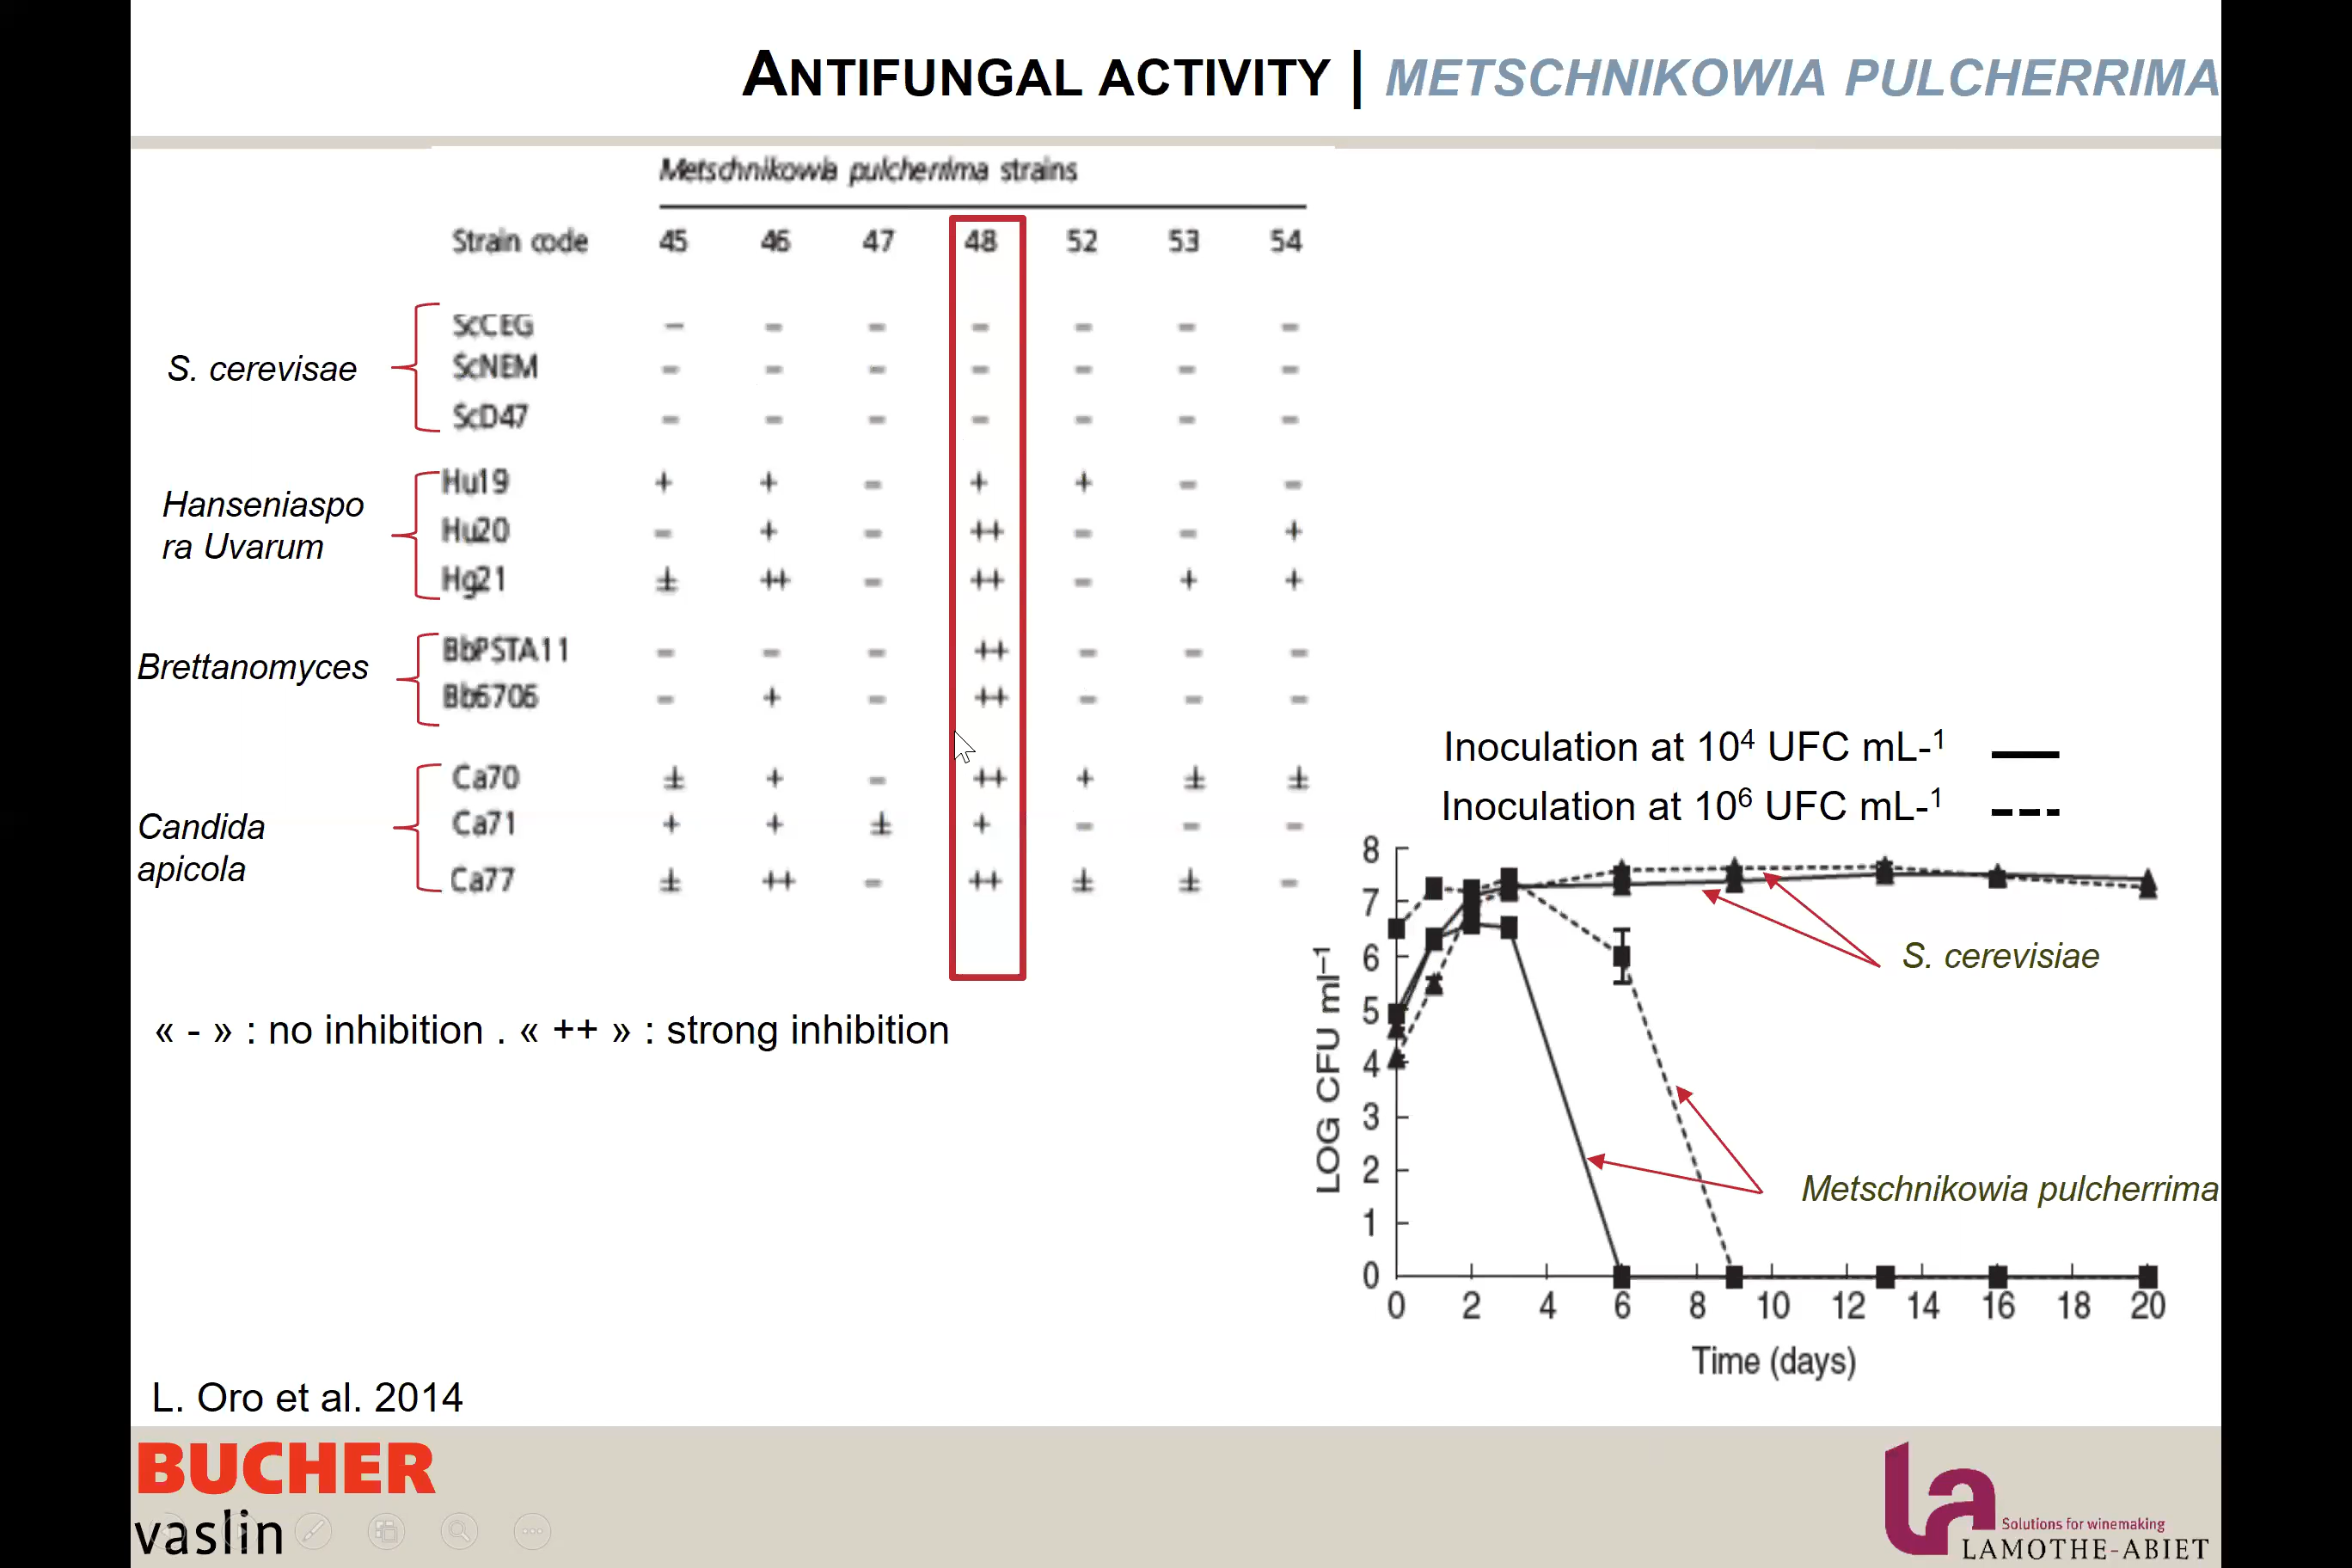 ANTIFUNGAL ACTIVITY | METSCHNIKOWIA PULCHERRIMA
Metschnikowia pulcherrima strains
Strain code 45 46 47 48 52 53 54
S. cerevisae
ScCEG – – – – – – –
ScNEM – – – – – – –
ScD47 – – – – – – –
Hanseniaspo
ra Uvarum
Hu19 + + – + + – –
Hu20 – + – ++ – – +
Hg21 ± ++ – ++ – + +
Brettanomyces
BbPSTA11 – – – ++ – – –
Bb6706 – + – ++ – – –
Candida
apicola
Ca70 ± + – ++ + ± ±
Ca71 + + ± + – – –
Ca77 ± ++ – ++ ± ± –
« - » : no inhibition . « ++ » : strong inhibition
Inoculation at 10⁴ UFC mL-¹
Inoculation at 10⁶ UFC mL-¹
LOG CFU ml⁻¹
8
7
6
5
4
3
2
1
0
S. cerevisiae
Metschnikowia pulcherrima
0 2 4 6 8 10 12 14 16 18 20
Time (days)
L. Oro et al. 2014
BUCHER
vaslin
la
Solutions for winemaking
LAMOTHE-ABIET